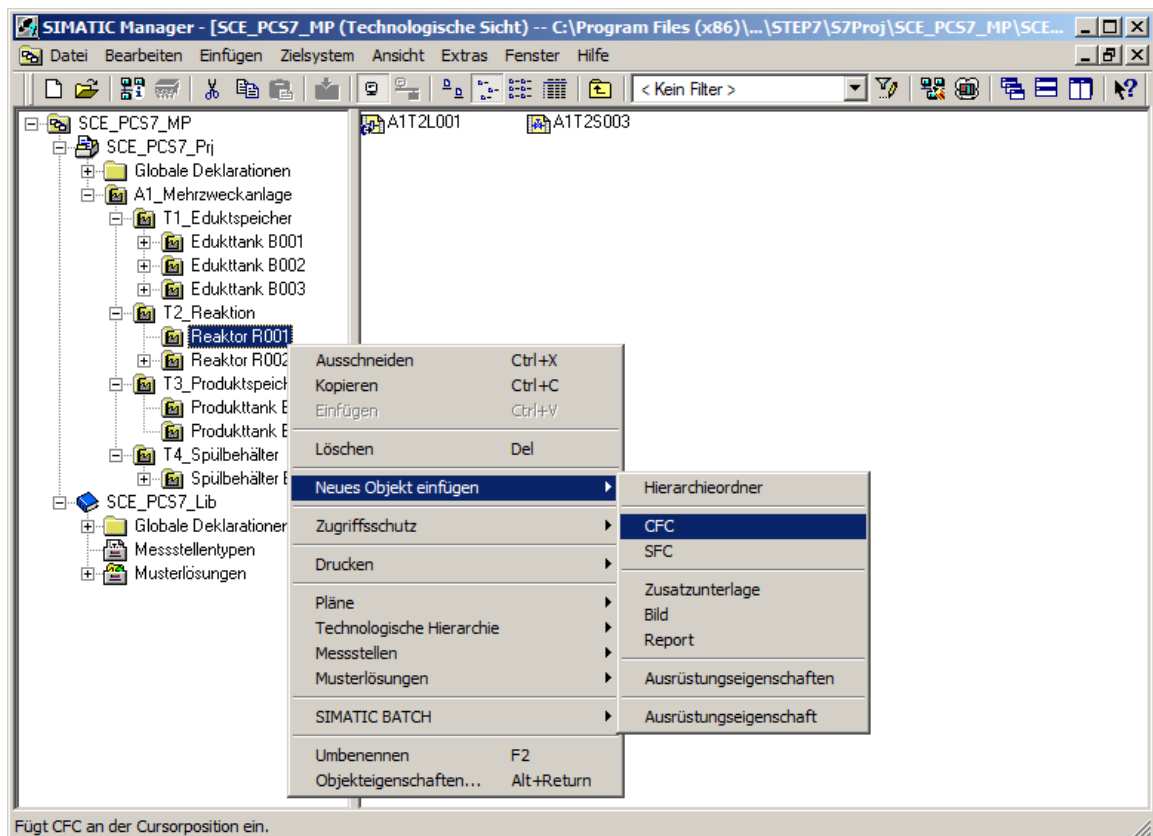 SIMATIC Manager - [SCE_PCS7_MP (Technologische Sicht) -- C:\Program Files (x86)\...\STEP7\S7Proj\SCE_PCS7_MP\SCE...
Datei Bearbeiten Einfügen Zielsystem Ansicht Extras Fenster Hilfe
< Kein Filter >
SCE_PCS7_MP
SCE_PCS7_Prj
Globale Deklarationen
A1_Mehrzweckanlage
T1_Eduktspeicher
Edukttank B001
Edukttank B002
Edukttank B003
T2_Reaktion
Reaktor R001
Reaktor R002
T3_Produktspeich
Produkttank
Produkttank
T4_Spülbehälter
Spülbehälter
SCE_PCS7_Lib
Globale Deklarationen
Messstellentypen
Musterlösungen
A1T2L001 A1T2S003
Ausschneiden Ctrl+X
Kopieren Ctrl+C
Einfügen Ctrl+V
Löschen Del
Neues Objekt einfügen
Zugriffsschutz
Drucken
Pläne
Technologische Hierarchie
Messstellen
Musterlösungen
SIMATIC BATCH
Umbenennen F2
Objekteigenschaften... Alt+Return
Hierarchieordner
CFC
SFC
Zusatzunterlage
Bild
Report
Ausrüstungseigenschaften
Ausrüstungseigenschaft
Fügt CFC an der Cursorposition ein.